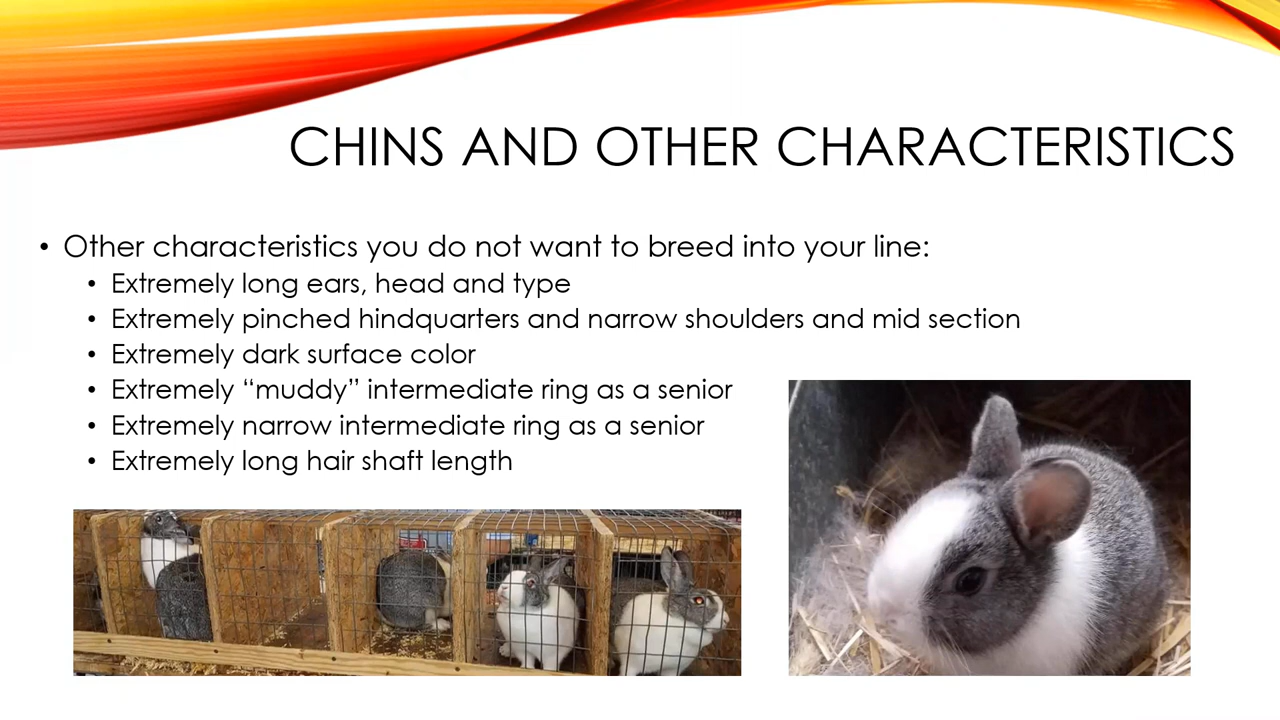 CHINS AND OTHER CHARACTERISTICS
• Other characteristics you do not want to breed into your line:
• Extremely long ears, head and type
• Extremely pinched hindquarters and narrow shoulders and mid section
• Extremely dark surface color
• Extremely “muddy” intermediate ring as a senior
• Extremely narrow intermediate ring as a senior
• Extremely long hair shaft length